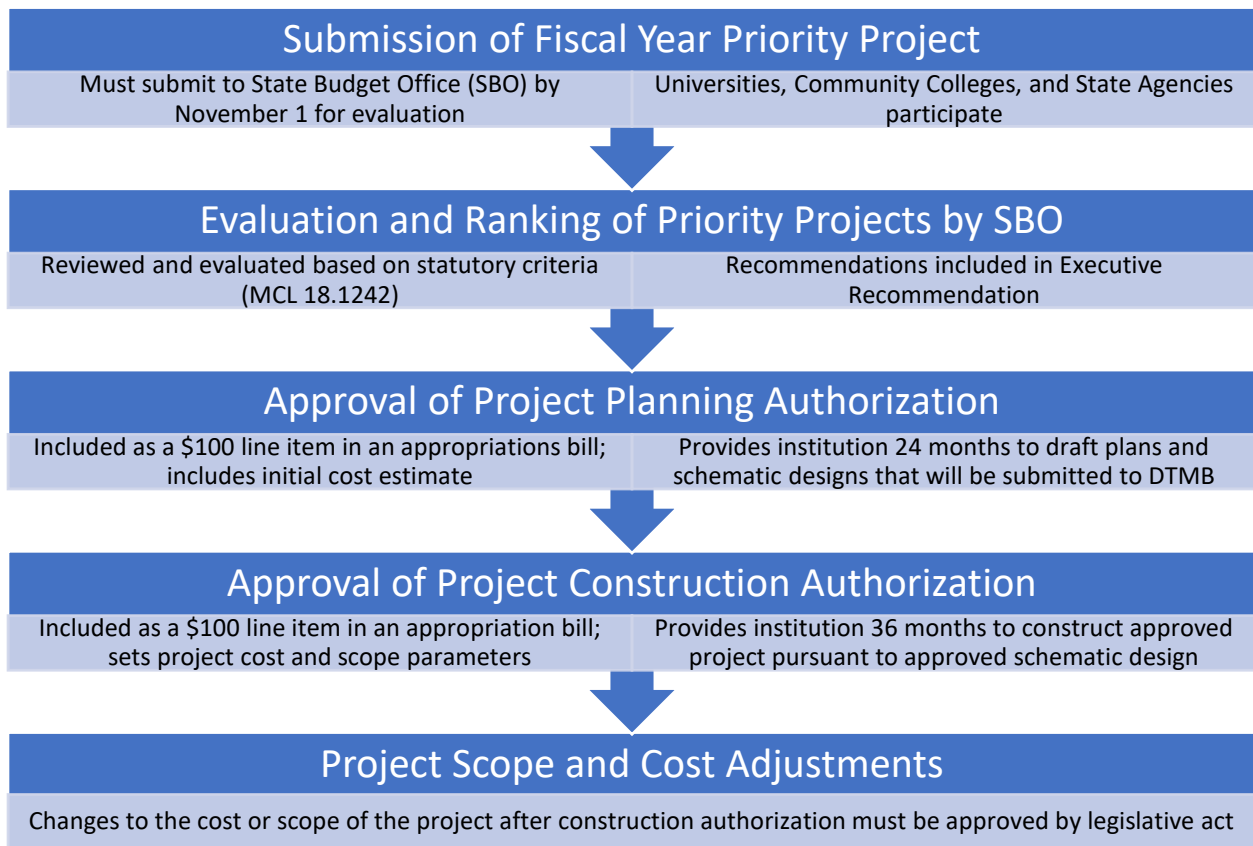 Submission of Fiscal Year Priority Project
Must submit to State Budget Office (SBO) by
November 1 for evaluation
Universities, Community Colleges, and State Agencies
participate
Evaluation and Ranking of Priority Projects by SBO
Reviewed and evaluated based on statutory criteria
(MCL 18.1242)
Recommendations included in Executive
Recommendation
Approval of Project Planning Authorization
Included as a $100 line item in an appropriations bill;
includes initial cost estimate
Provides institution 24 months to draft plans and
schematic designs that will be submitted to DTMB
Approval of Project Construction Authorization
Included as a $100 line item in an appropriation bill;
sets project cost and scope parameters
Provides institution 36 months to construct approved
project pursuant to approved schematic design
Project Scope and Cost Adjustments
Changes to the cost or scope of the project after construction authorization must be approved by legislative act